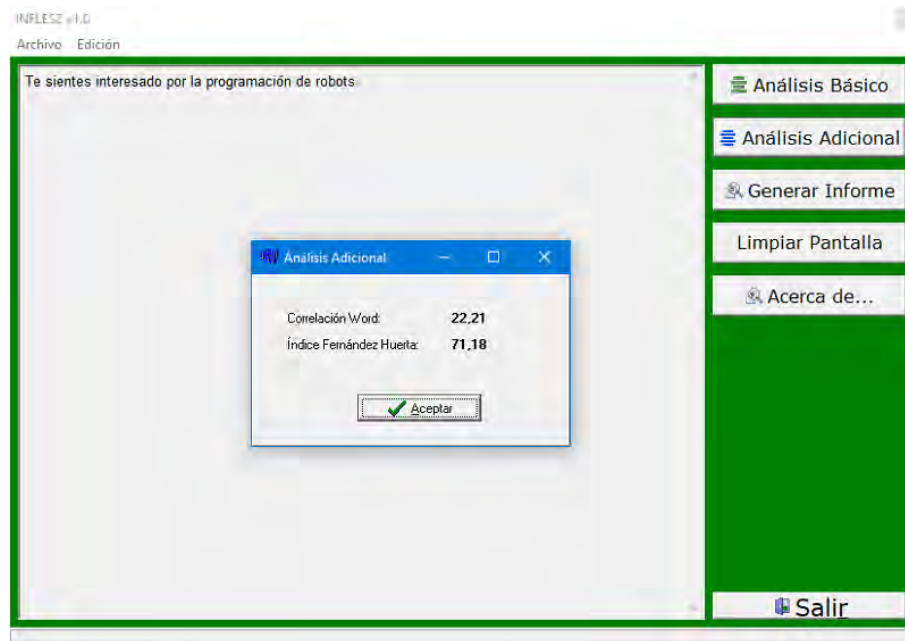 INFLESZ v1.0
Archivo Edición
Te sientes interesado por la programación de robots
Análisis Básico
Análisis Adicional
Generar Informe
Limpiar Pantalla
Acerca de...
Análisis Adicional
Correlación Word: 22,21
Índice Fernández Huerta: 71,18
Aceptar
Salir